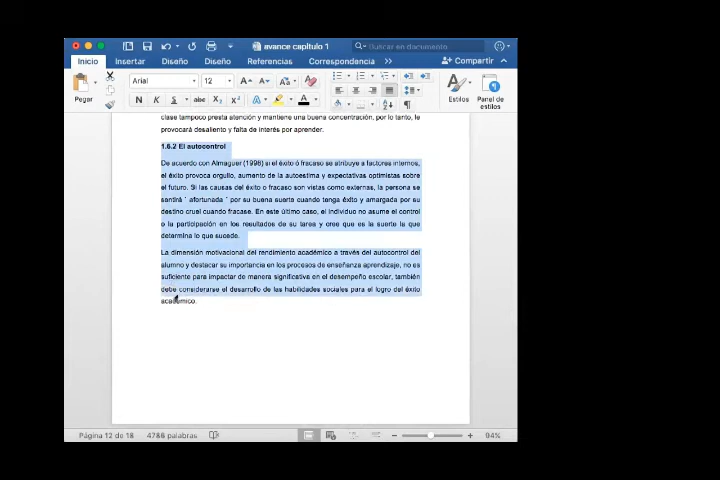 avance capitulo 1
Buscar en documento
Inicio Insertar Diseño Diseño Referencias Correspondencia >> Compartir
Pegar Arial 12 Estilos Panel de estilos
N K S abc X₂ X² A A
clase tampoco presta atención y mantiene una buena concentración, por lo tanto, le
provocará desaliento y falta de interés por aprender.
1.6.2 El autocontrol
De acuerdo con Almaguer (1998) si el éxito ó fracaso se atribuye a factores internos,
el éxito provoca orgullo, aumento de la autoestima y expectativas optimistas sobre
el futuro. Si las causas del éxito o fracaso son vistas como externas, la persona se
sentirá ¨ afortunada ¨ por su buena suerte cuando tenga éxito y amargada por su
destino cruel cuando fracase. En este último caso, el individuo no asume el control
o la participación en los resultados de su tarea y cree que es la suerte la que
determina lo que sucede.
La dimensión motivacional del rendimiento académico a través del autocontrol del
alumno y destacar su importancia en los procesos de enseñanza aprendizaje, no es
suficiente para impactar de manera significativa en el desempeño escolar, también
debe considerarse el desarrollo de las habilidades sociales para el logro del éxito
académico.
Página 12 de 18 4786 palabras 94%